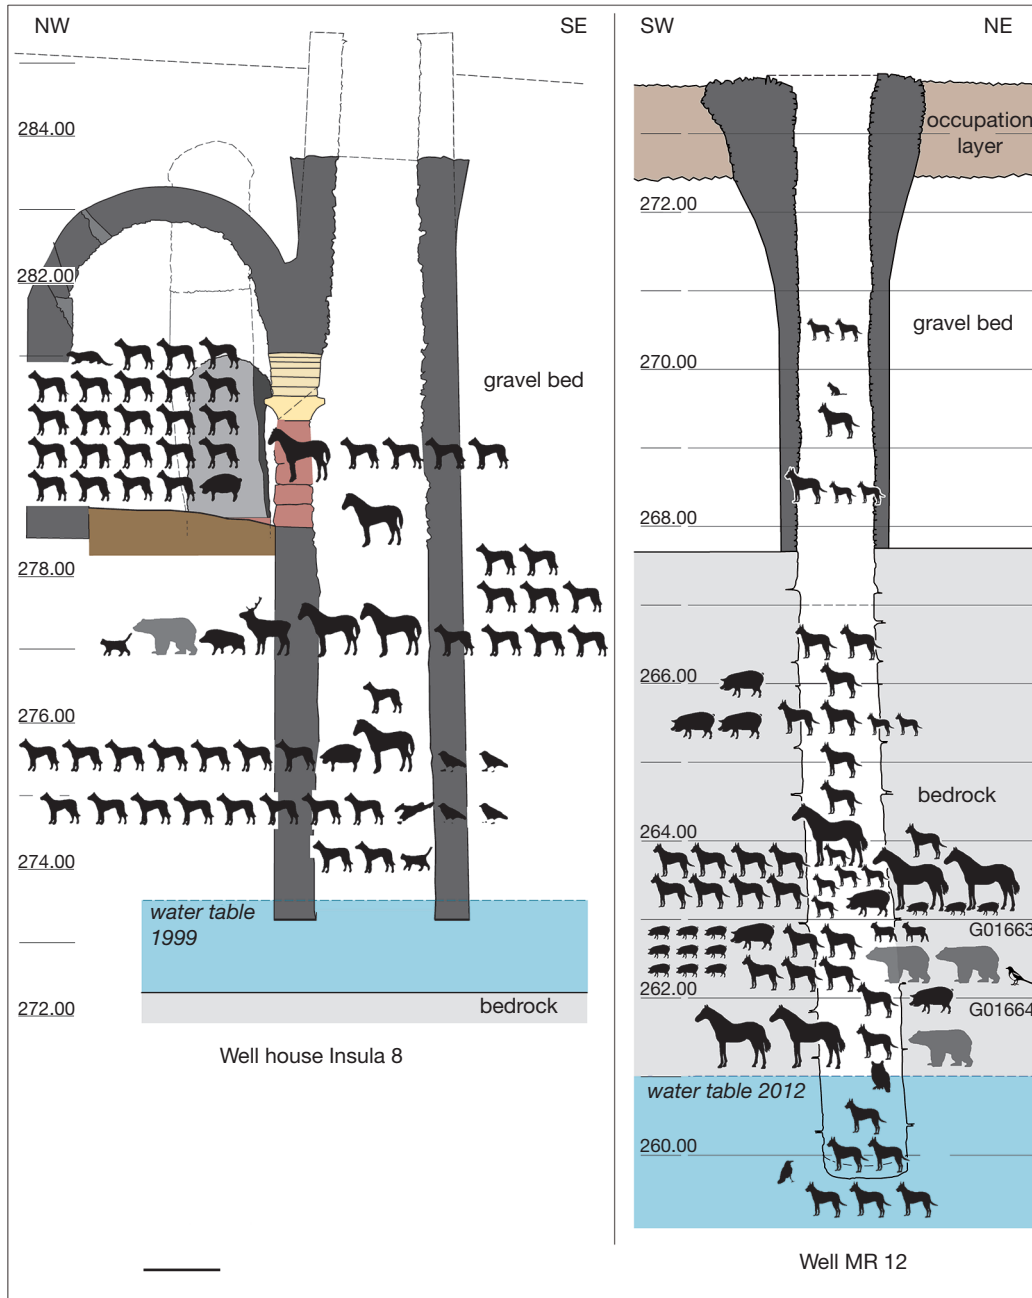 NW
SE
284.00
282.00
gravel bed
278.00
276.00
274.00
water table
1999
272.00
bedrock
Well house Insula 8
SW
NE
occupation
layer
272.00
gravel bed
270.00
268.00
266.00
bedrock
264.00
G01663
262.00
G01664
water table 2012
260.00
Well MR 12